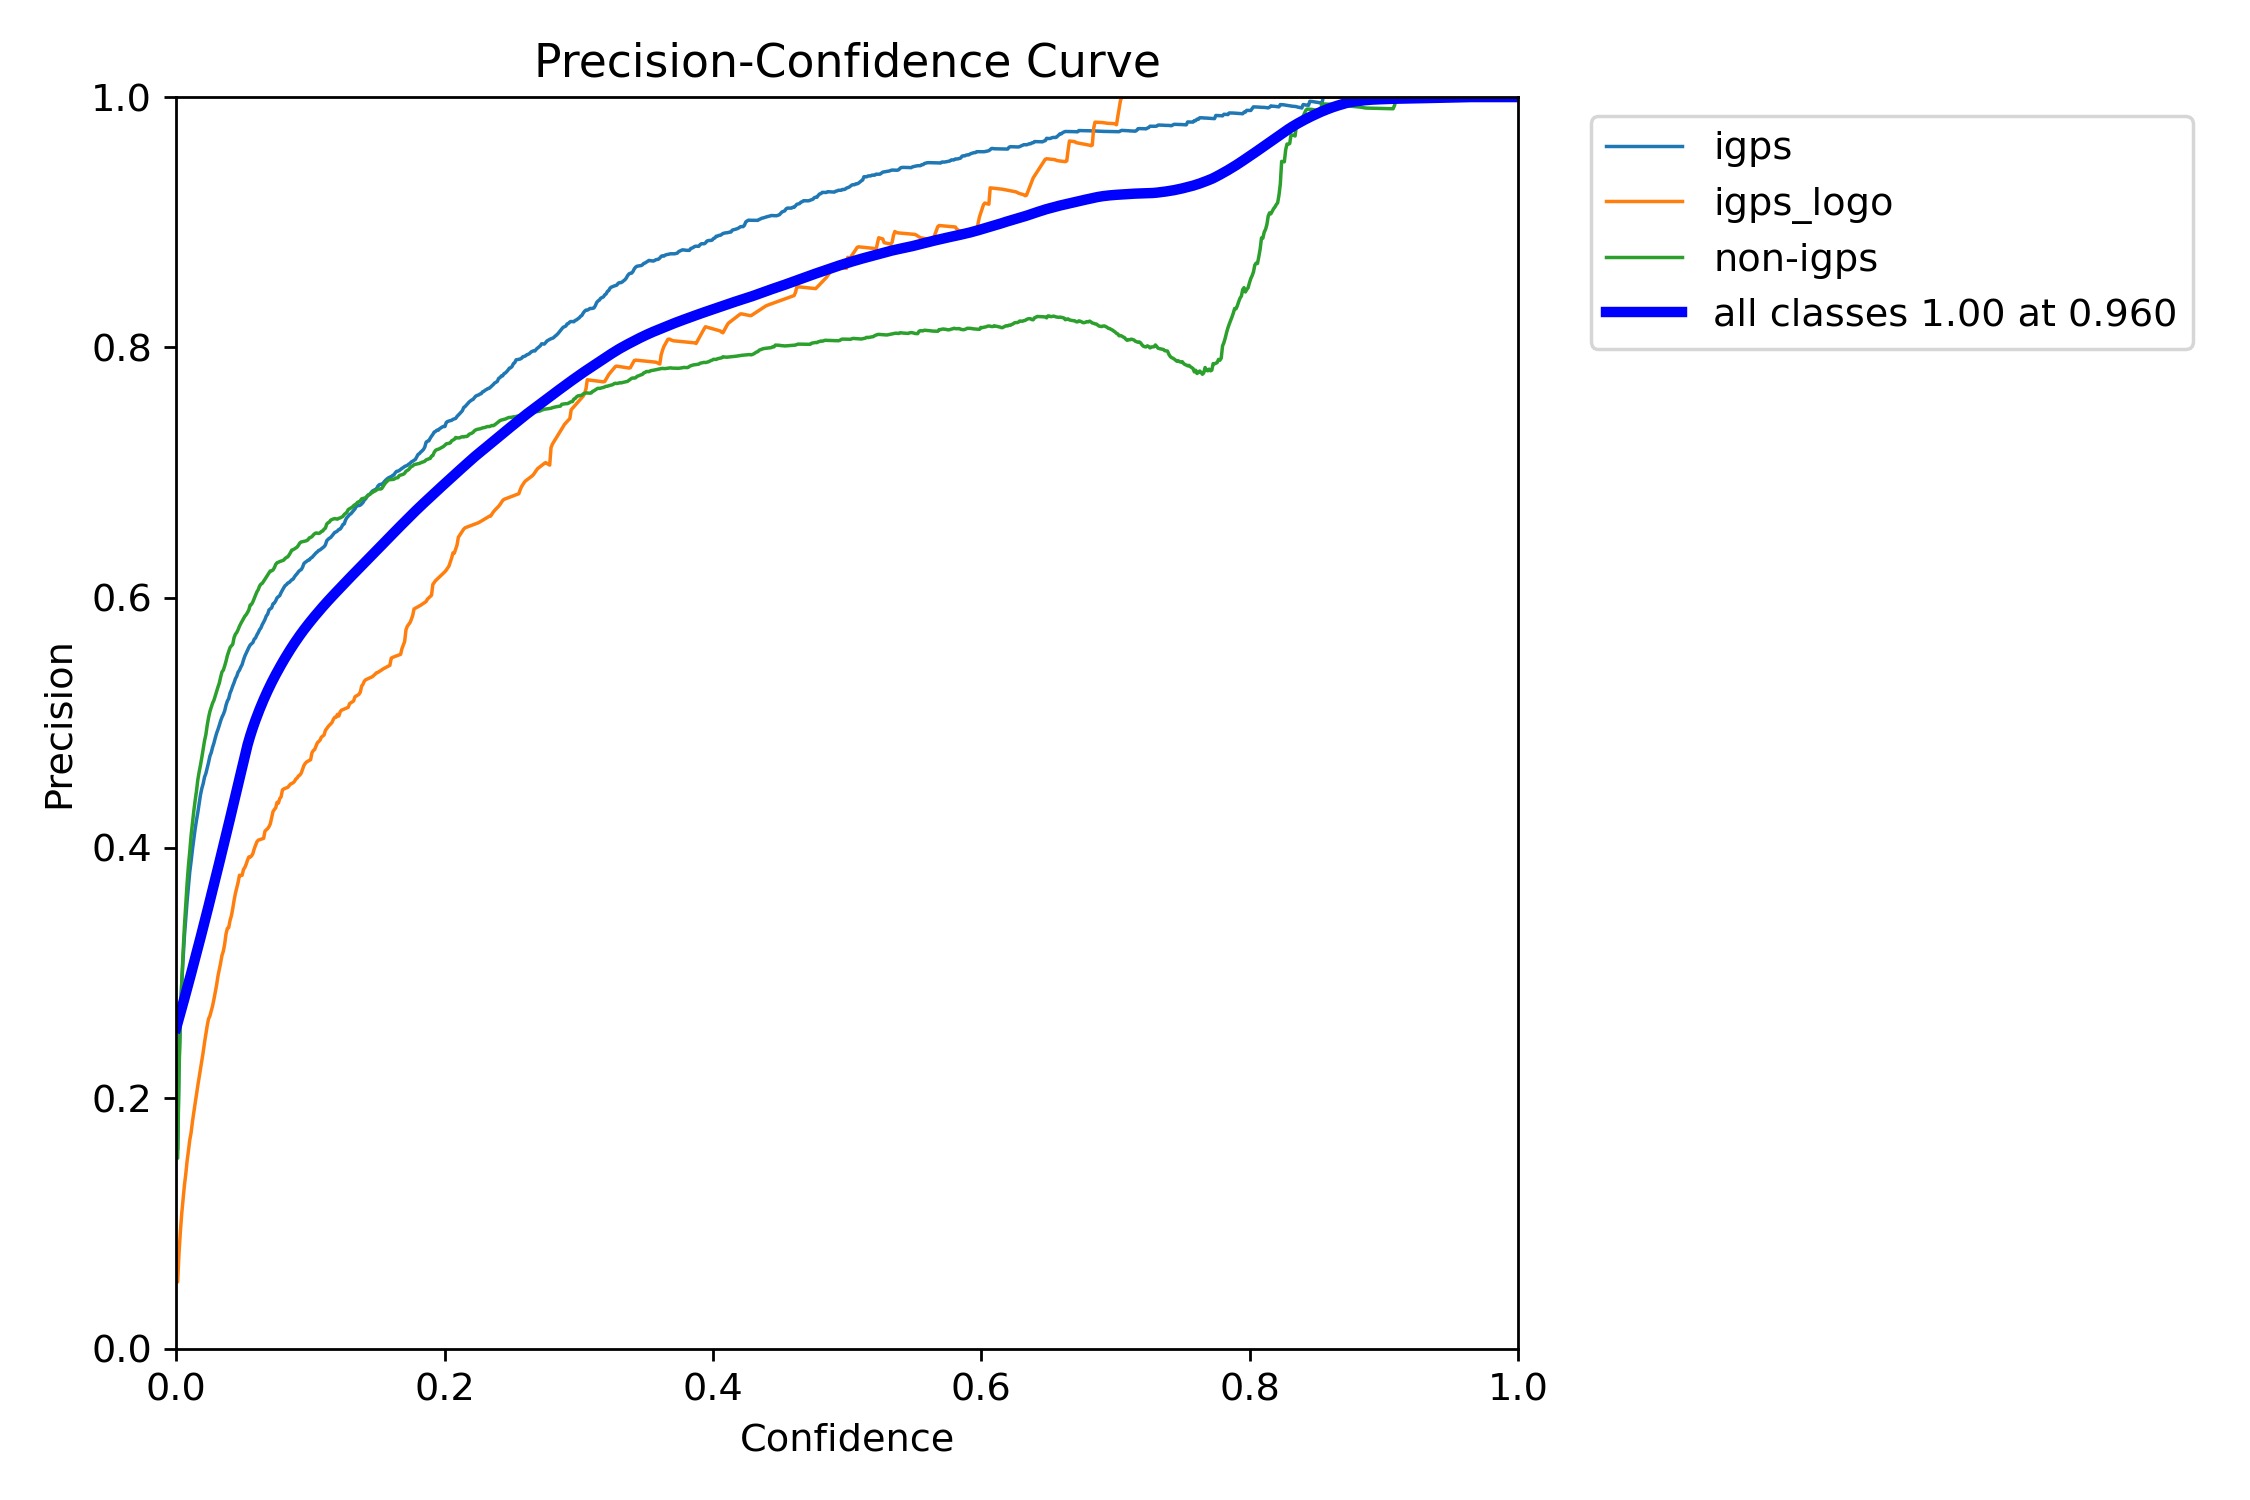 Precision-Confidence Curve
1.0
0.8
0.6
0.4
0.2
0.0
Precision
0.0 0.2 0.4 0.6 0.8 1.0
Confidence
igps
igps_logo
non-igps
all classes 1.00 at 0.960